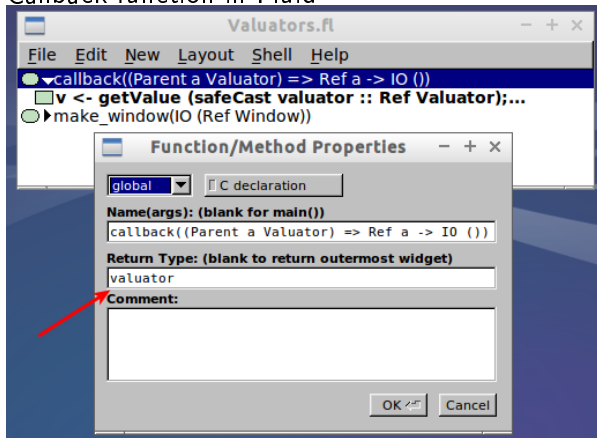 Callback function in Fluid
Valuators.fl
File Edit New Layout Shell Help
callback((Parent a Valuator) => Ref a -> IO ())
v <- getValue (safeCast valuator :: Ref Valuator);...
make_window(IO (Ref Window))
Function/Method Properties
global C declaration
Name(args): (blank for main())
callback((Parent a Valuator) => Ref a -> IO ())
Return Type: (blank to return outermost widget)
valuator
Comment:
OK Cancel